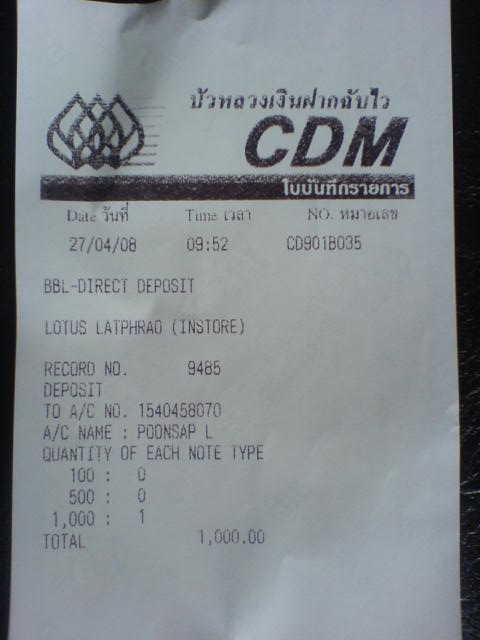 บัวหลวงเงินฝากฉับไว
CDM
ใบบันทึกรายการ
Date วันที่ Time เวลา NO. หมายเลข
27/04/08 09:52 CD901B035
BBL-DIRECT DEPOSIT
LOTUS LATPHRAO (INSTORE)
RECORD NO. 9485
DEPOSIT
TO A/C NO. 1540458070
A/C NAME : POONSAP L
QUANTITY OF EACH NOTE TYPE
100 : 0
500 : 0
1,000 : 1
TOTAL 1,000.00